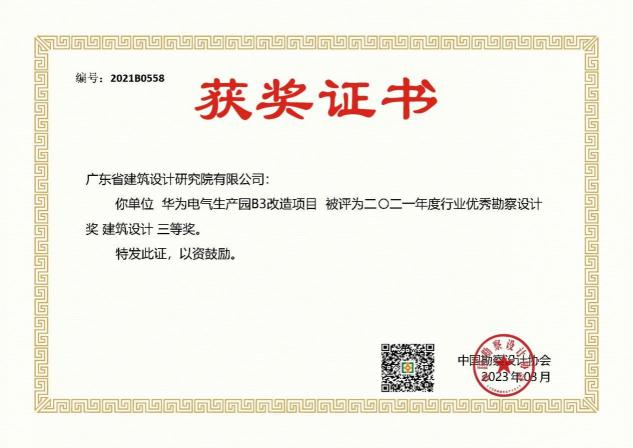 编号：2021B0558
获奖证书
广东省建筑设计研究院有限公司：
你单位 华为电气生产园B3改造项目 被评为二〇二一年度行业优秀勘察设计
奖 建筑设计 三等奖。
特发此证，以资鼓励。
中国勘察设计协会
2023年03月